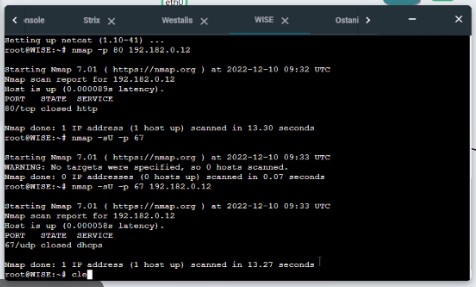 eth0
nsole Strix Westalis WISE Ostani
Setting up netcat (1.10-41) ...
root@WISE:~# nmap -p 80 192.182.0.12
Starting Nmap 7.01 ( https://nmap.org ) at 2022-12-10 09:32 UTC
Nmap scan report for 192.182.0.12
Host is up (0.000089s latency).
PORT STATE SERVICE
80/tcp closed http
Nmap done: 1 IP address (1 host up) scanned in 13.30 seconds
root@WISE:~# nmap -sU -p 67
Starting Nmap 7.01 ( https://nmap.org ) at 2022-12-10 09:33 UTC
WARNING: No targets were specified, so 0 hosts scanned.
Nmap done: 0 IP addresses (0 hosts up) scanned in 0.07 seconds
root@WISE:~# nmap -sU -p 67 192.182.0.12
Starting Nmap 7.01 ( https://nmap.org ) at 2022-12-10 09:33 UTC
Nmap scan report for 192.182.0.12
Host is up (0.000058s latency).
PORT STATE SERVICE
67/udp closed dhcps
Nmap done: 1 IP address (1 host up) scanned in 13.27 seconds
root@WISE:~# cle